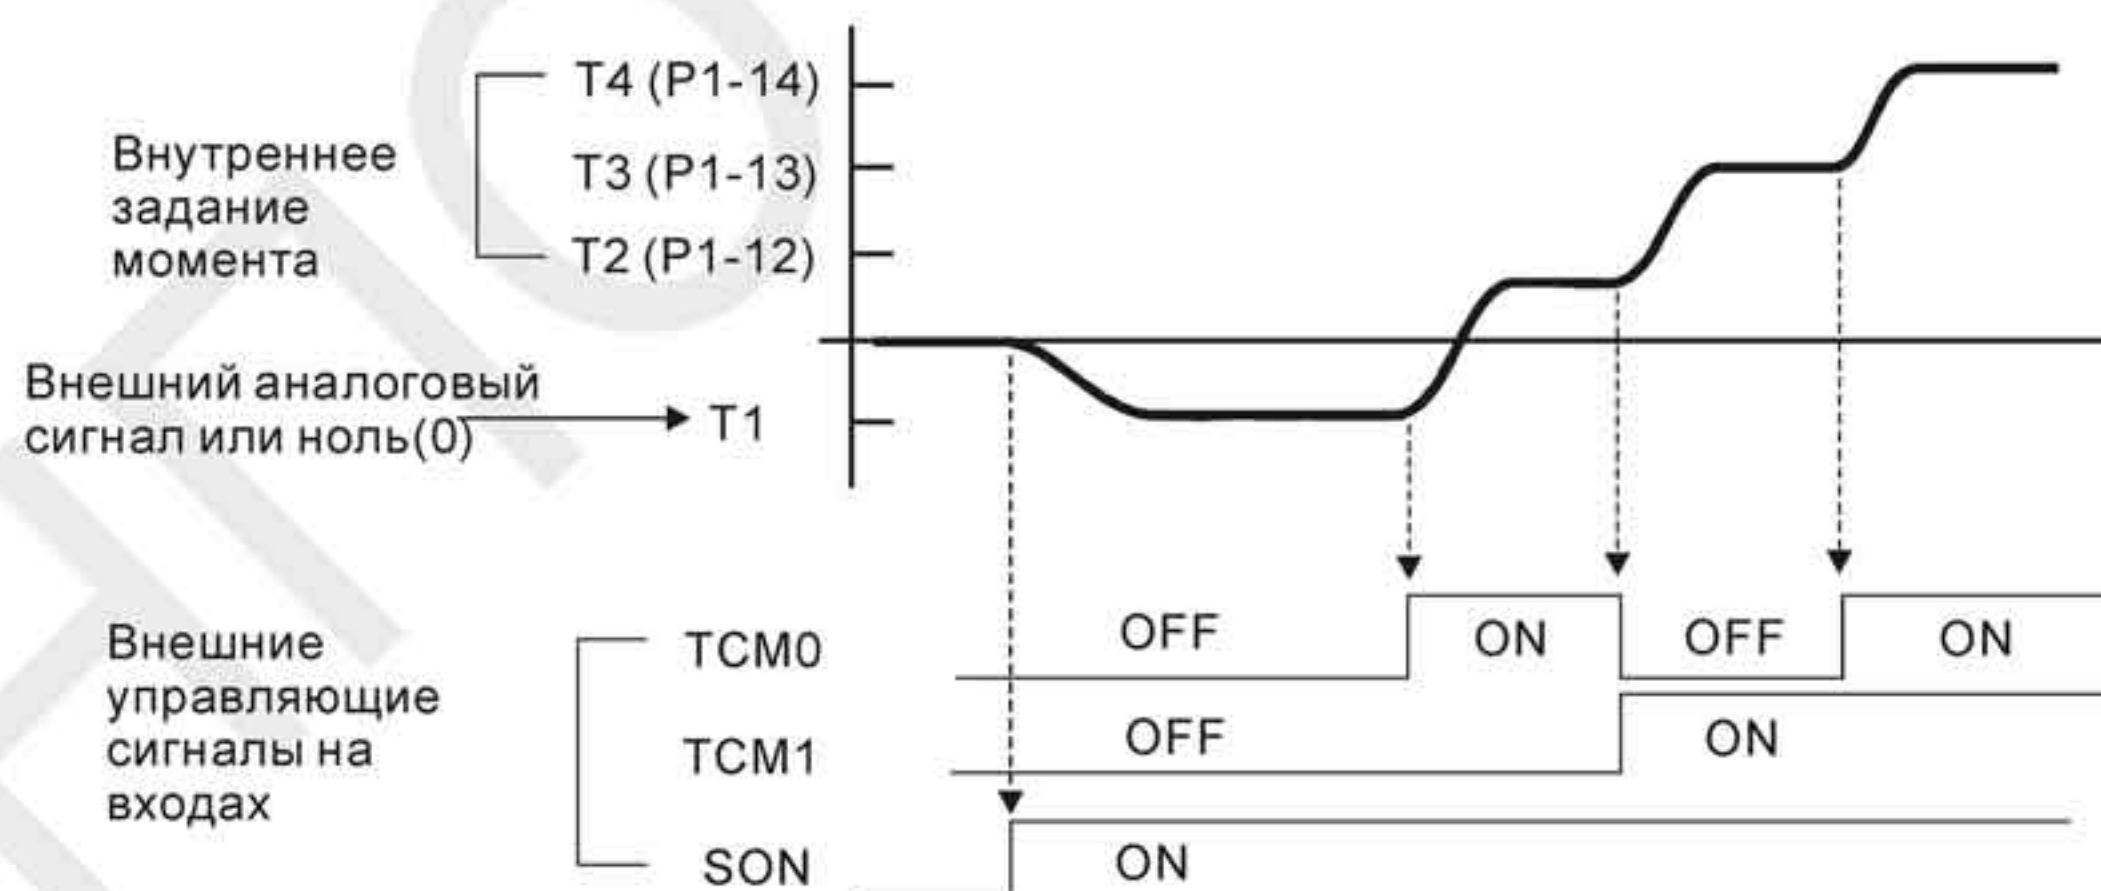 T4 (P1-14)
Внутреннее
задание
момента
T3 (P1-13)
T2 (P1-12)
Внешний аналоговый
сигнал или ноль(0)
T1
Внешние
управляющие
сигналы на
входах
TCM0
OFF
ON
OFF
ON
TCM1
OFF
ON
SON
ON